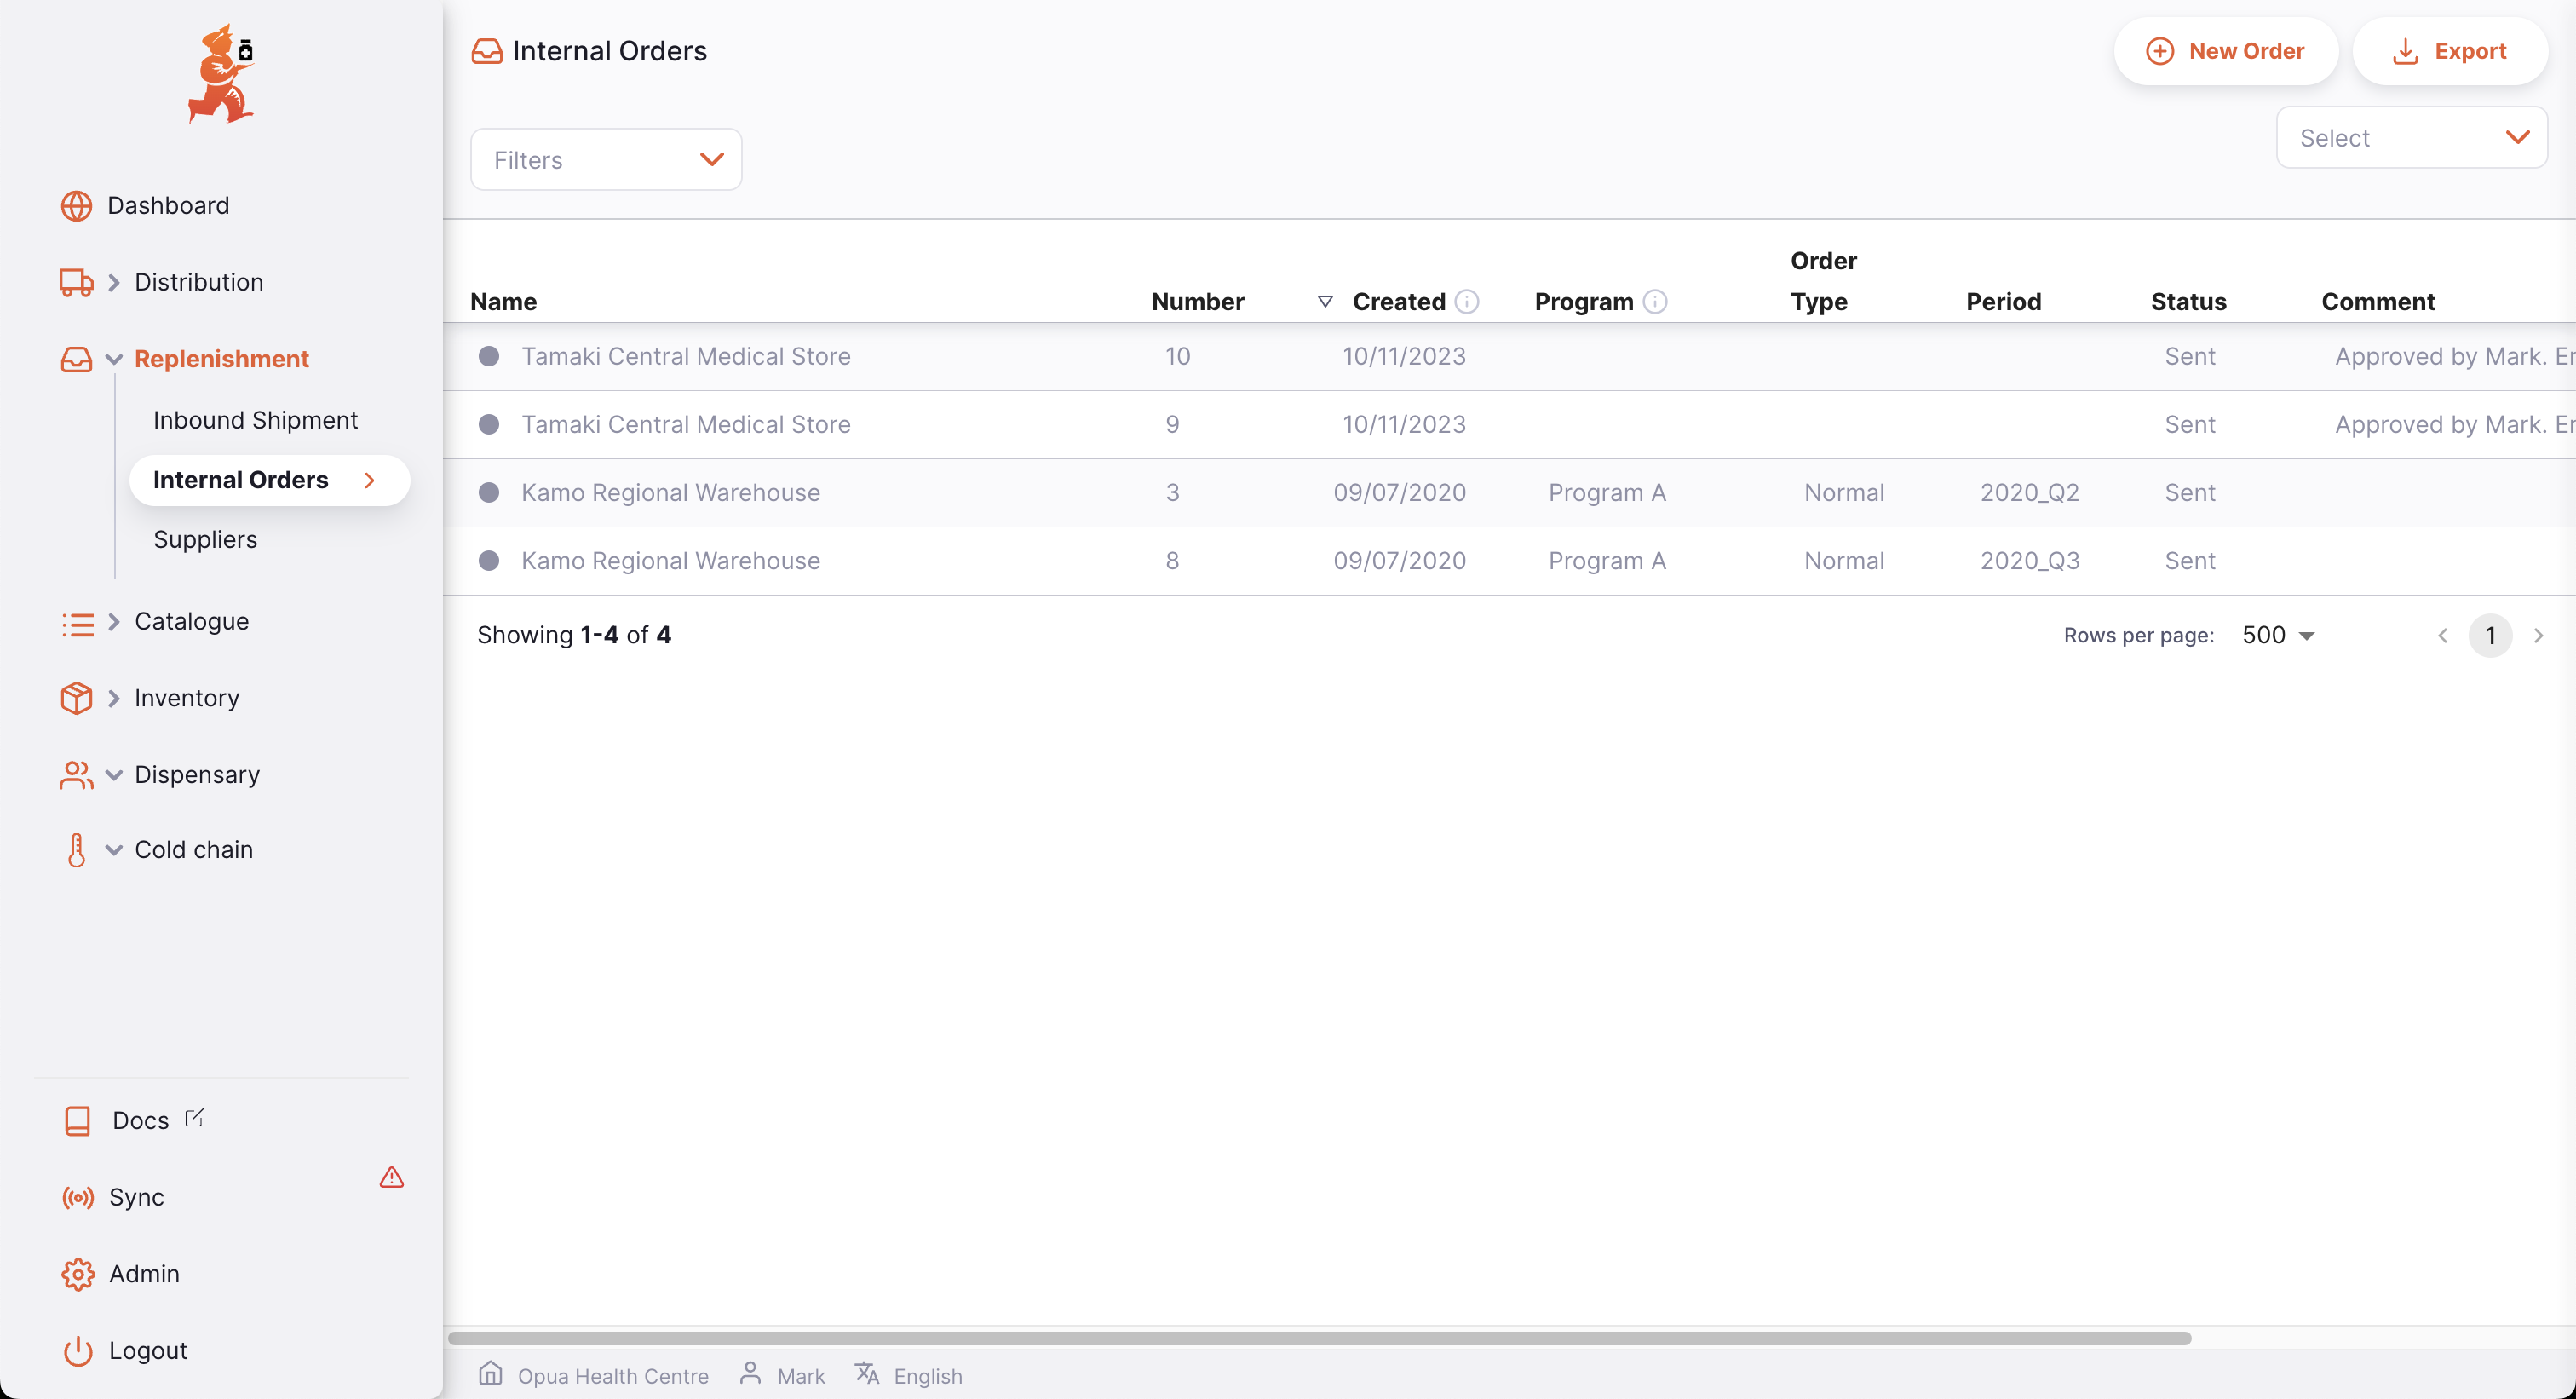 Dashboard
Distribution
Replenishment
Inbound Shipment
Internal Orders
Suppliers
Catalogue
Inventory
Dispensary
Cold chain
Docs
Sync
Admin
Logout
Internal Orders
New Order
Export
Filters
Select
Name Number Created Program Order Type Period Status Comment
Tamaki Central Medical Store 10 10/11/2023 Sent Approved by Mark.
Tamaki Central Medical Store 9 10/11/2023 Sent Approved by Mark.
Kamo Regional Warehouse 3 09/07/2020 Program A Normal 2020_Q2 Sent
Kamo Regional Warehouse 8 09/07/2020 Program A Normal 2020_Q3 Sent
Showing 1-4 of 4 Rows per page: 500 1
Opua Health Centre Mark English